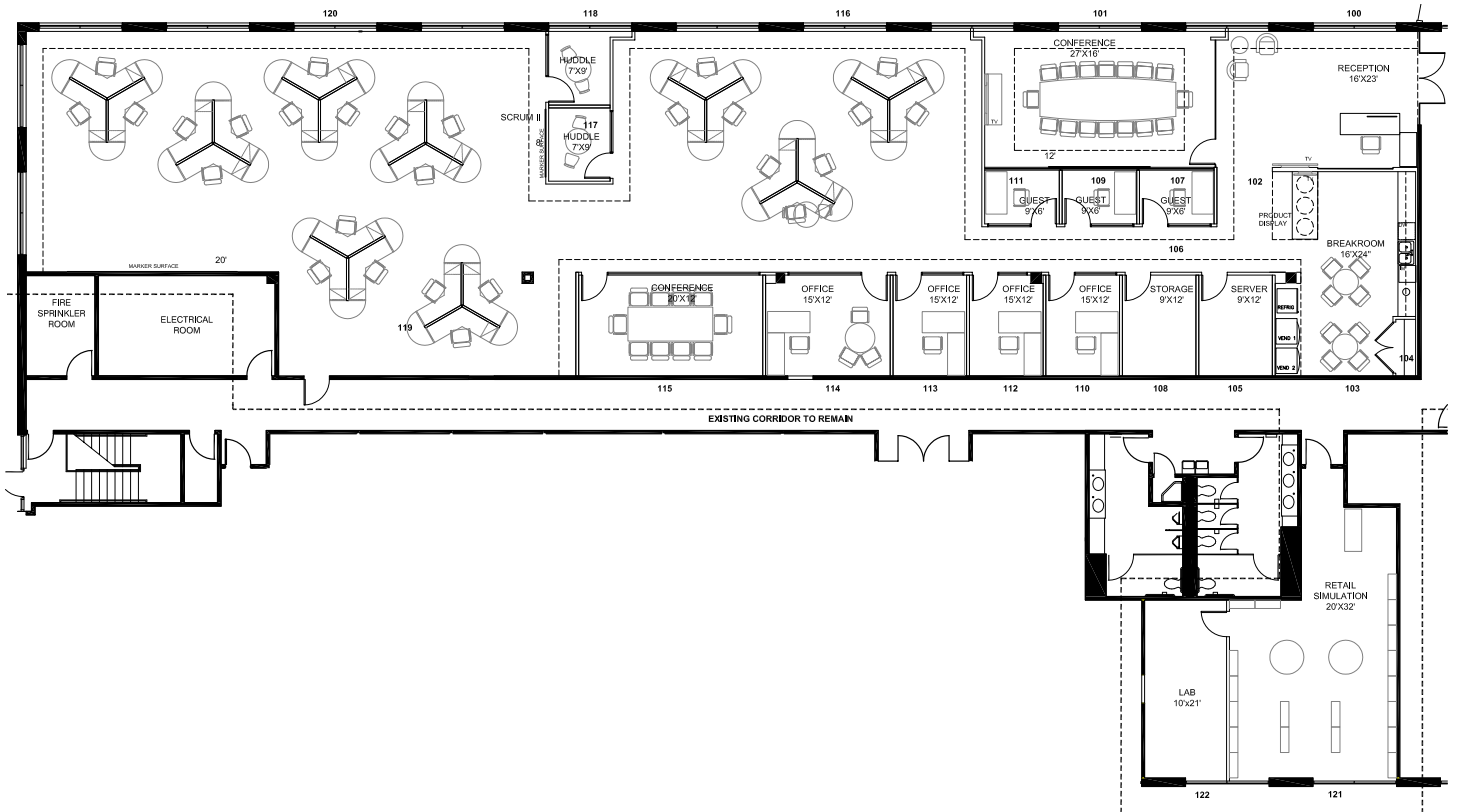 120
118
116
101
100
HUDDLE
7'X9'
CONFERENCE
27'X16'
RECEPTION
16'X23'
TV
SCRUM II
8'
MARKER SURFACE
117
HUDDLE
7'X9'
12'
TV
111
109
107
102
GUEST
9'X6'
GUEST
9'X6'
GUEST
9'X6'
PRODUCT
DISPLAY
BREAKROOM
16'X24"
106
MARKER SURFACE
20'
FIRE
SPRINKLER
ROOM
ELECTRICAL
ROOM
119
CONFERENCE
20'X12'
OFFICE
15'X12'
OFFICE
15'X12'
OFFICE
15'X12'
OFFICE
15'X12'
STORAGE
9'X12'
SERVER
9'X12'
REFRIG
VEND 1
VEND 2
104
115
114
113
112
110
108
105
103
EXISTING CORRIDOR TO REMAIN
RETAIL
SIMULATION
20'X32'
LAB
10'x21'
122
121